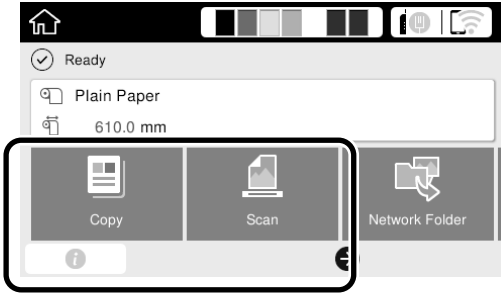 Ready
Plain Paper
610.0 mm
Copy
Scan
Network Folder
i